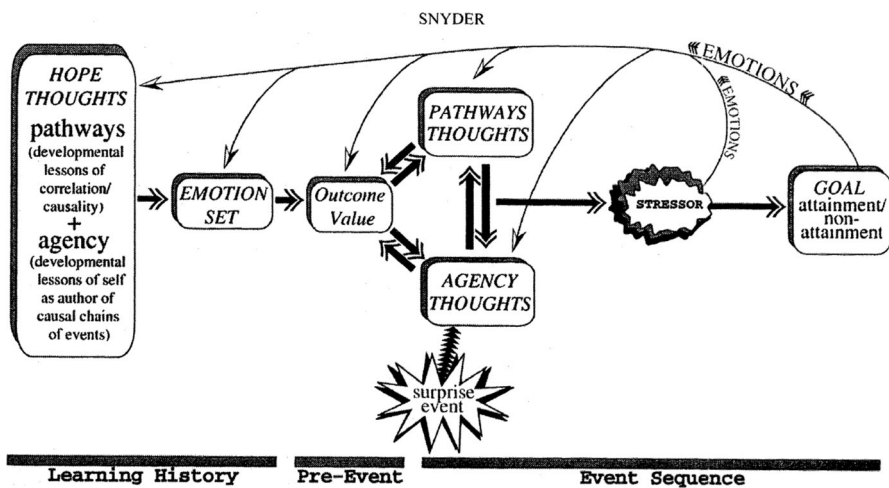 SNYDER
HOPE
THOUGHTS
pathways
(developmental
lessons of
correlation/
causality)
+
agency
(developmental
lessons of self
as author of
causal chains
of events)
EMOTION
SET
Outcome
Value
PATHWAYS
THOUGHTS
AGENCY
THOUGHTS
surprise
event
EMOTIONS
EMOTIONS
STRESSOR
GOAL
attainment/
non-
attainment
Learning History
Pre-Event
Event Sequence